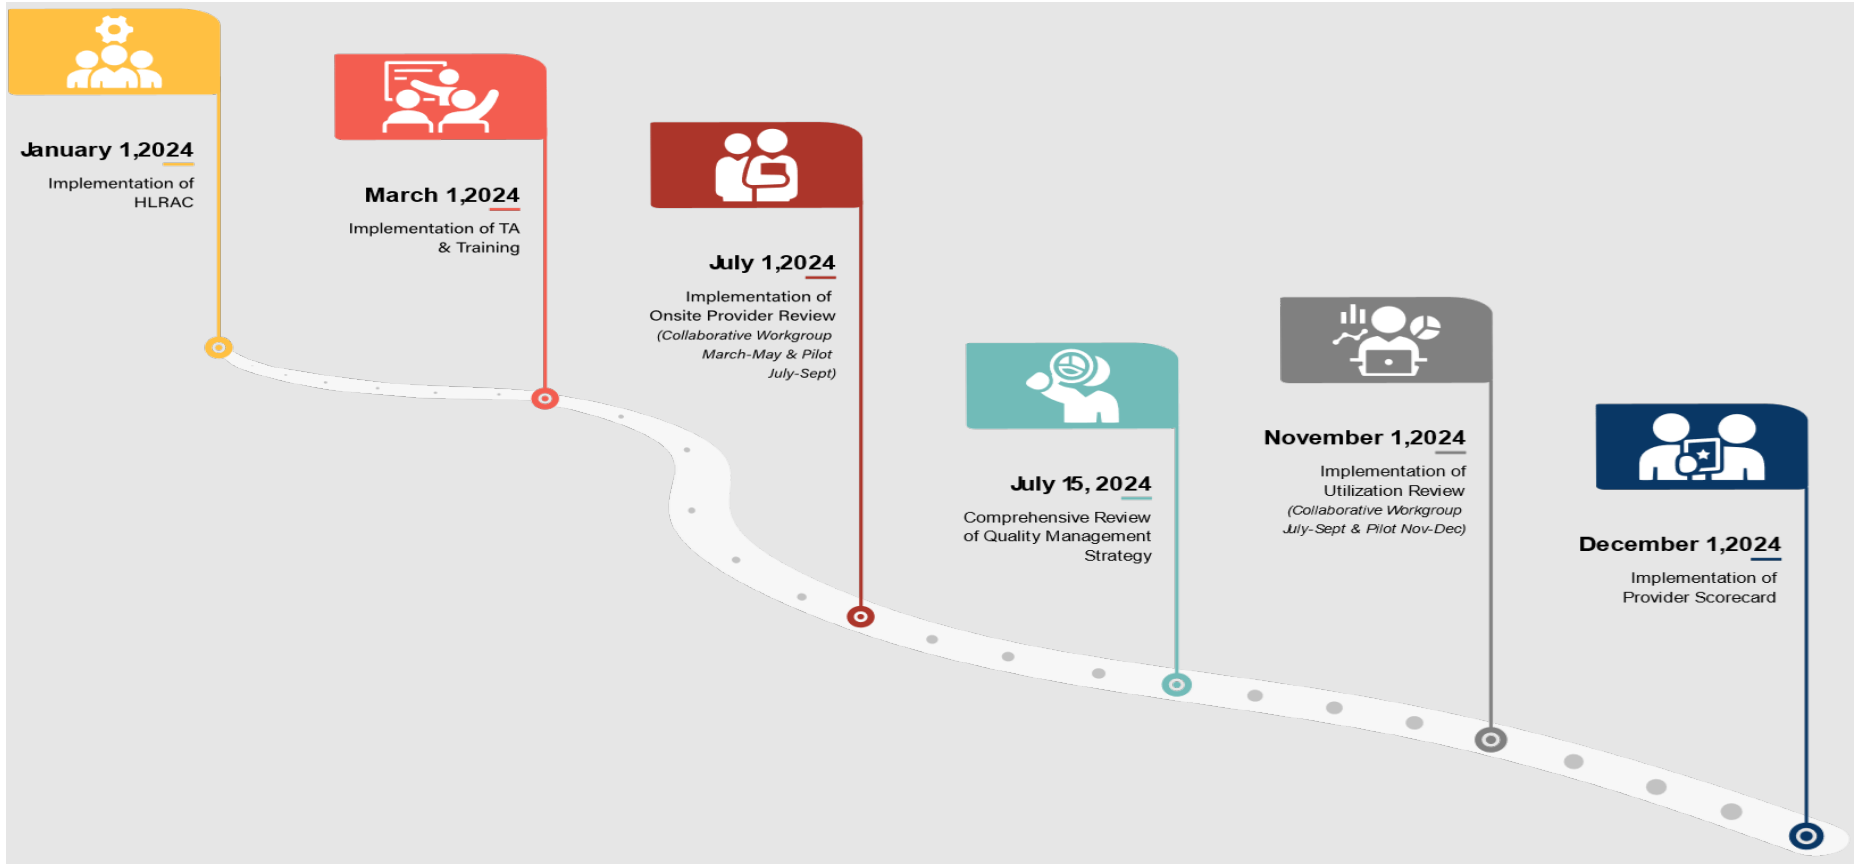 January 1,2024
Implementation of
HLRAC
March 1,2024
Implementation of TA
& Training
July 1,2024
Implementation of
Onsite Provider Review
(Collaborative Workgroup
March-May & Pilot
July-Sept)
July 15, 2024
Comprehensive Review
of Quality Management
Strategy
November 1,2024
Implementation of
Utilization Review
(Collaborative Workgroup
July-Sept & Pilot Nov-Dec)
December 1,2024
Implementation of
Provider Scorecard